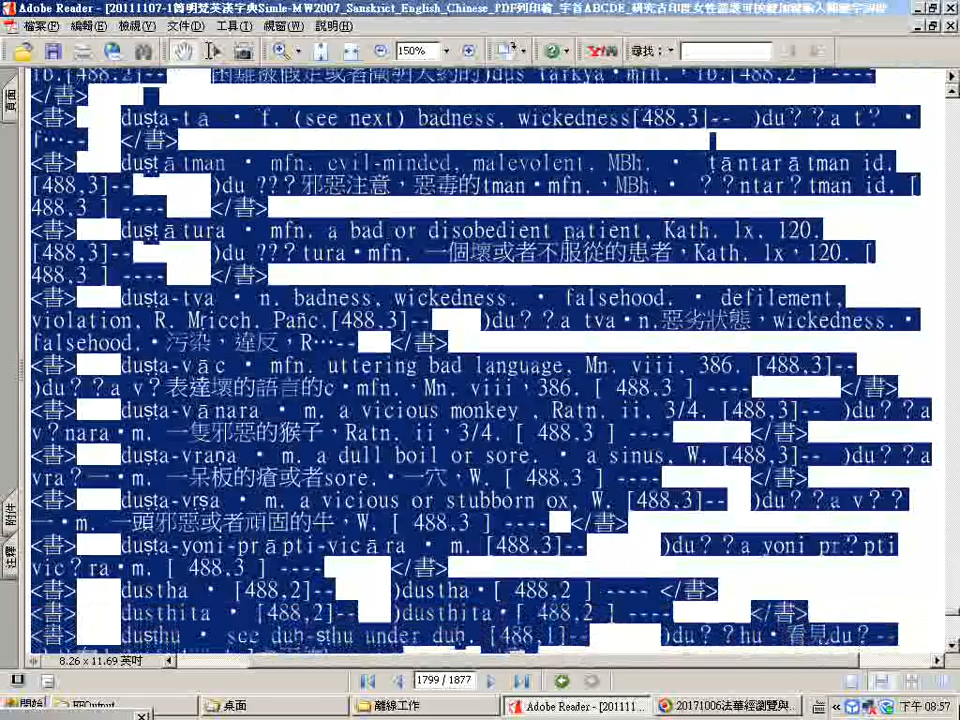 Adobe Reader - [20111107-1簡明梵英漢字典Simle-MW2007_Sanskrit_English_Chinese_PDF列印檔_字首ABCDE_研究古印度女性
檔案(F) 編輯(E) 檢視(V) 文件(D) 工具(T) 視窗(W) 說明(H)
150% 尋找:
頁面
</書>
<書> duṣṭa-tā • f. (see next) badness, wickedness[488,3]-- )du??a t? •
f…-- </書>
<書> duṣṭātman • mfn. evil-minded, malevolent, MBh. • ṭāntarātman id.
[488,3]-- )du ???邪惡注意,惡毒的tman•mfn.,MBh.• ??ntar?tman id. [
488,3 ] ---- </書>
<書> duṣṭātura • mfn. a bad or disobedient patient, Kath. lx, 120.
[488,3]-- )du ???tura•mfn. 一個壞或者不服從的患者,Kath. lx,120. [
488,3 ] ---- </書>
<書> duṣṭa-tva • n. badness, wickedness. • falsehood. • defilement,
violation, R. Mṛicch. Pañc.[488,3]-- )du??a tva•n.惡劣狀態,wickedness.•
falsehood.•污染,違反,R…-- </書>
<書> duṣṭa-vāc • mfn. uttering bad language, Mn. viii, 386. [488,3]--
)du??a v?表達壞的語言的c•mfn.,Mn. viii,386. [ 488,3 ] ---- </書>
<書> duṣṭa-vānara • m. a vicious monkey , Ratn. ii, 3/4. [488,3]-- )du??a
v?nara•m. 一隻邪惡的猴子,Ratn. ii,3/4. [ 488,3 ] ---- </書>
<書> duṣṭa-vraṇa • m. a dull boil or sore. • a sinus, W. [488,3]-- )du??a
vra?•m. 一呆板的瘡或者sore.•一穴,W. [ 488,3 ] ---- </書>
<書> duṣṭa-vṛṣa • m. a vicious or stubborn ox, W. [488,3]-- )du??a v??
一•m. 一頭邪惡或者頑固的牛,W. [ 488,3 ] ---- </書>
<書> duṣṭa-yoni-prāpti-vicāra • m. [488,3]-- )du??a yoni pr?pti
vic?ra•m. [ 488,3 ] ---- </書>
<書> dustha • [488,2]-- )dustha•[ 488,2 ] ---- </書>
<書> dusthita • [488,2]-- )dusthita•[ 488,2 ] ---- </書>
<書> duṣṭhu • see duḥ-ṣṭhu under duḥ. [488,1]-- )du??hu•看見du?--
附件
注釋
8.26 x 11.69 英吋
1799 / 1877
開始 桌面 離線工作 Adobe Reader - [201111... 20171006法華經瀏覽與... 下午 08:57